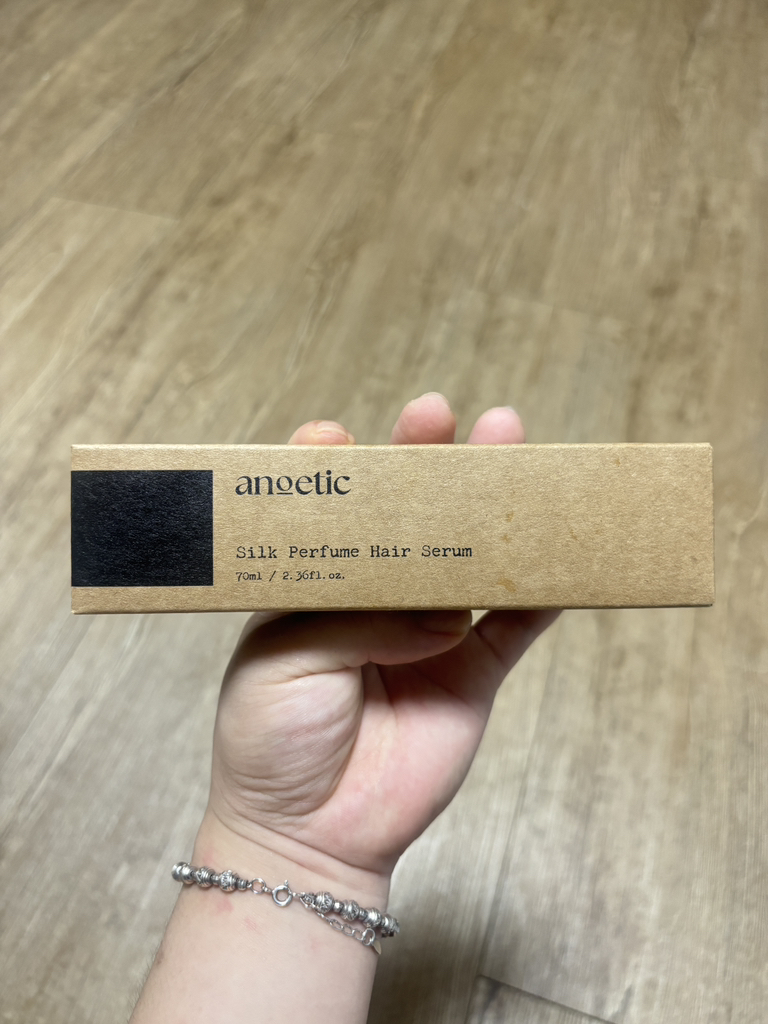 anoetic
Silk Perfume Hair Serum
70ml / 2.36fl.oz.